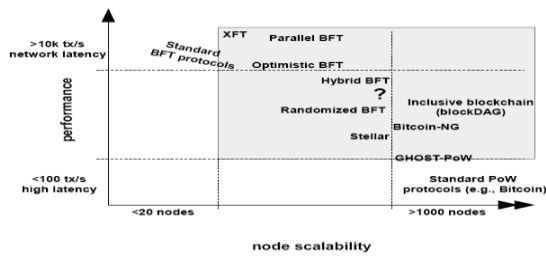 >10k tx/s
network latency
Standard
BFT protocols
XFT
Parallel BFT
Optimistic BFT
Hybrid BFT
?
Randomized BFT
Stellar
Inclusive blockchain
(blockDAG)
Bitcoin-NG
GHOST-PoW
performance
<100 tx/s
high latency
Standard PoW
protocols (e.g., Bitcoin)
<20 nodes
>1000 nodes
node scalability